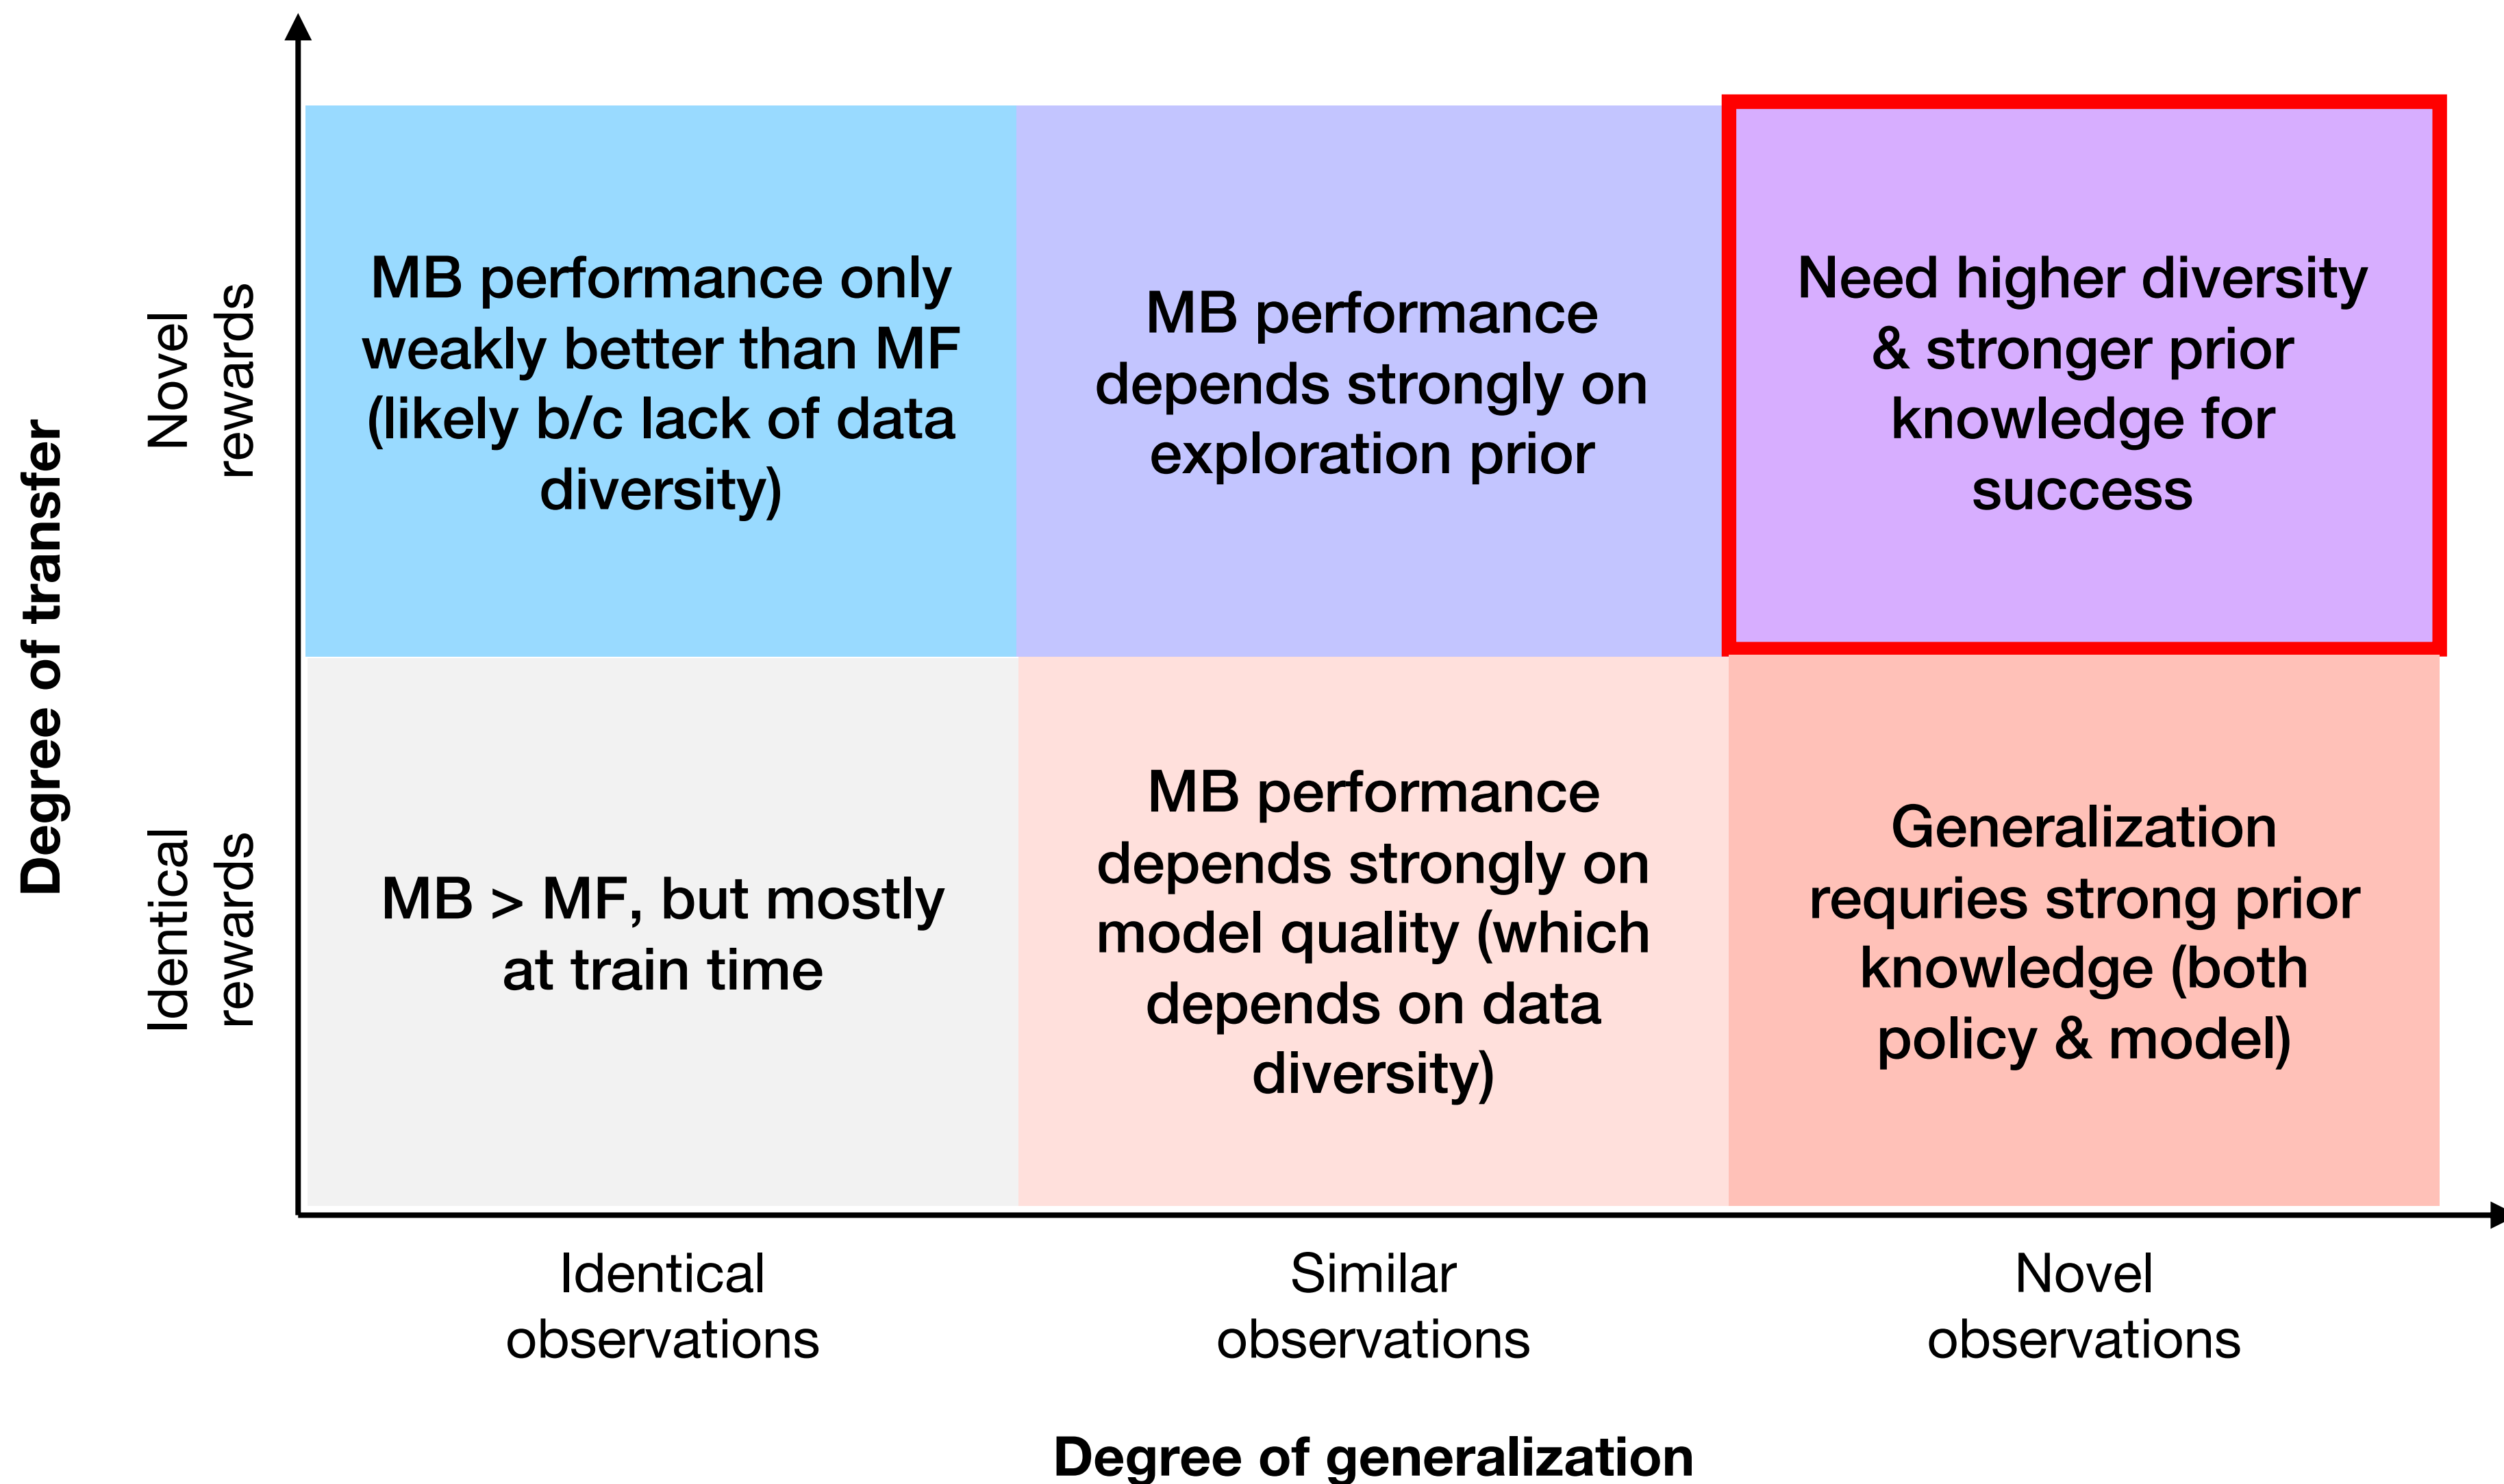 Degree of transfer
Novel
rewards
MB performance only
weakly better than MF
(likely b/c lack of data
diversity)
MB performance
depends strongly on
exploration prior
Need higher diversity
& stronger prior
knowledge for
success
Identical
rewards
MB > MF, but mostly
at train time
MB performance
depends strongly on
model quality (which
depends on data
diversity)
Generalization
requries strong prior
knowledge (both
policy & model)
Identical
observations
Similar
observations
Novel
observations
Degree of generalization